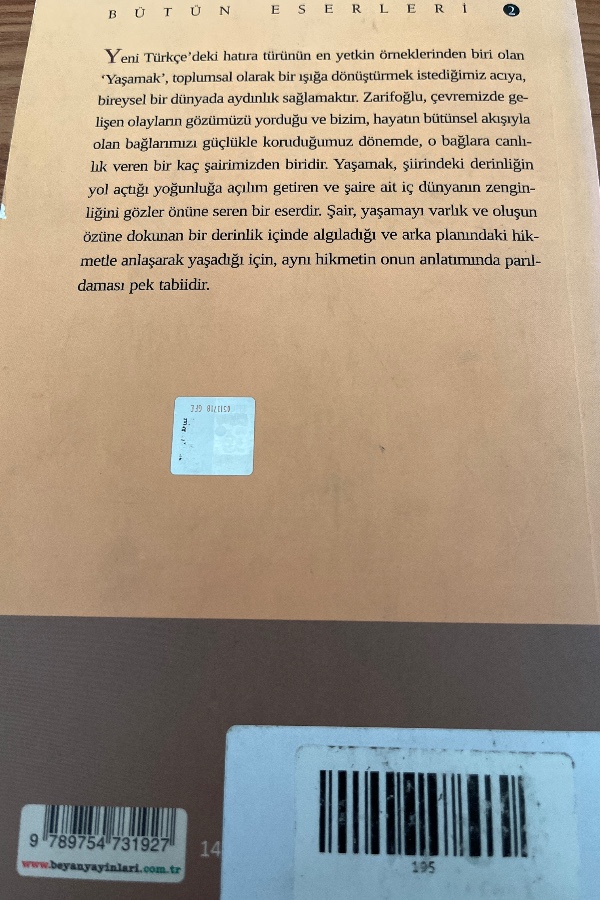 BÜTÜN ESERLERİ 2
Yeni Türkçe'deki hatıra türünün en yetkin örneklerinden biri olan
'Yaşamak', toplumsal olarak bir ışığa dönüştürmek istediğimiz acıya,
bireysel bir dünyada aydınlık sağlamaktır. Zarifoğlu, çevremizde ge-
lişen olayların gözümüzü yorduğu ve bizim, hayatın bütünsel akışıyla
olan bağlarımızı güçlükle koruduğumuz dönemde, o bağlara canlı-
lık veren bir kaç şairimizden biridir. Yaşamak, şiirindeki derinliğin
yol açtığı yoğunluğa açılım getiren ve şaire ait iç dünyanın zengin-
liğini gözler önüne seren bir eserdir. Şair, yaşamayı varlık ve oluşun
özüne dokunan bir derinlik içinde algıladığı ve arka planındaki hik-
metle anlaşarak yaşadığı için, aynı hikmetin onun anlatımında parıl-
daması pek tabiidir.
9 789754 731927
www.beyanyayinlari.com.tr
14
195